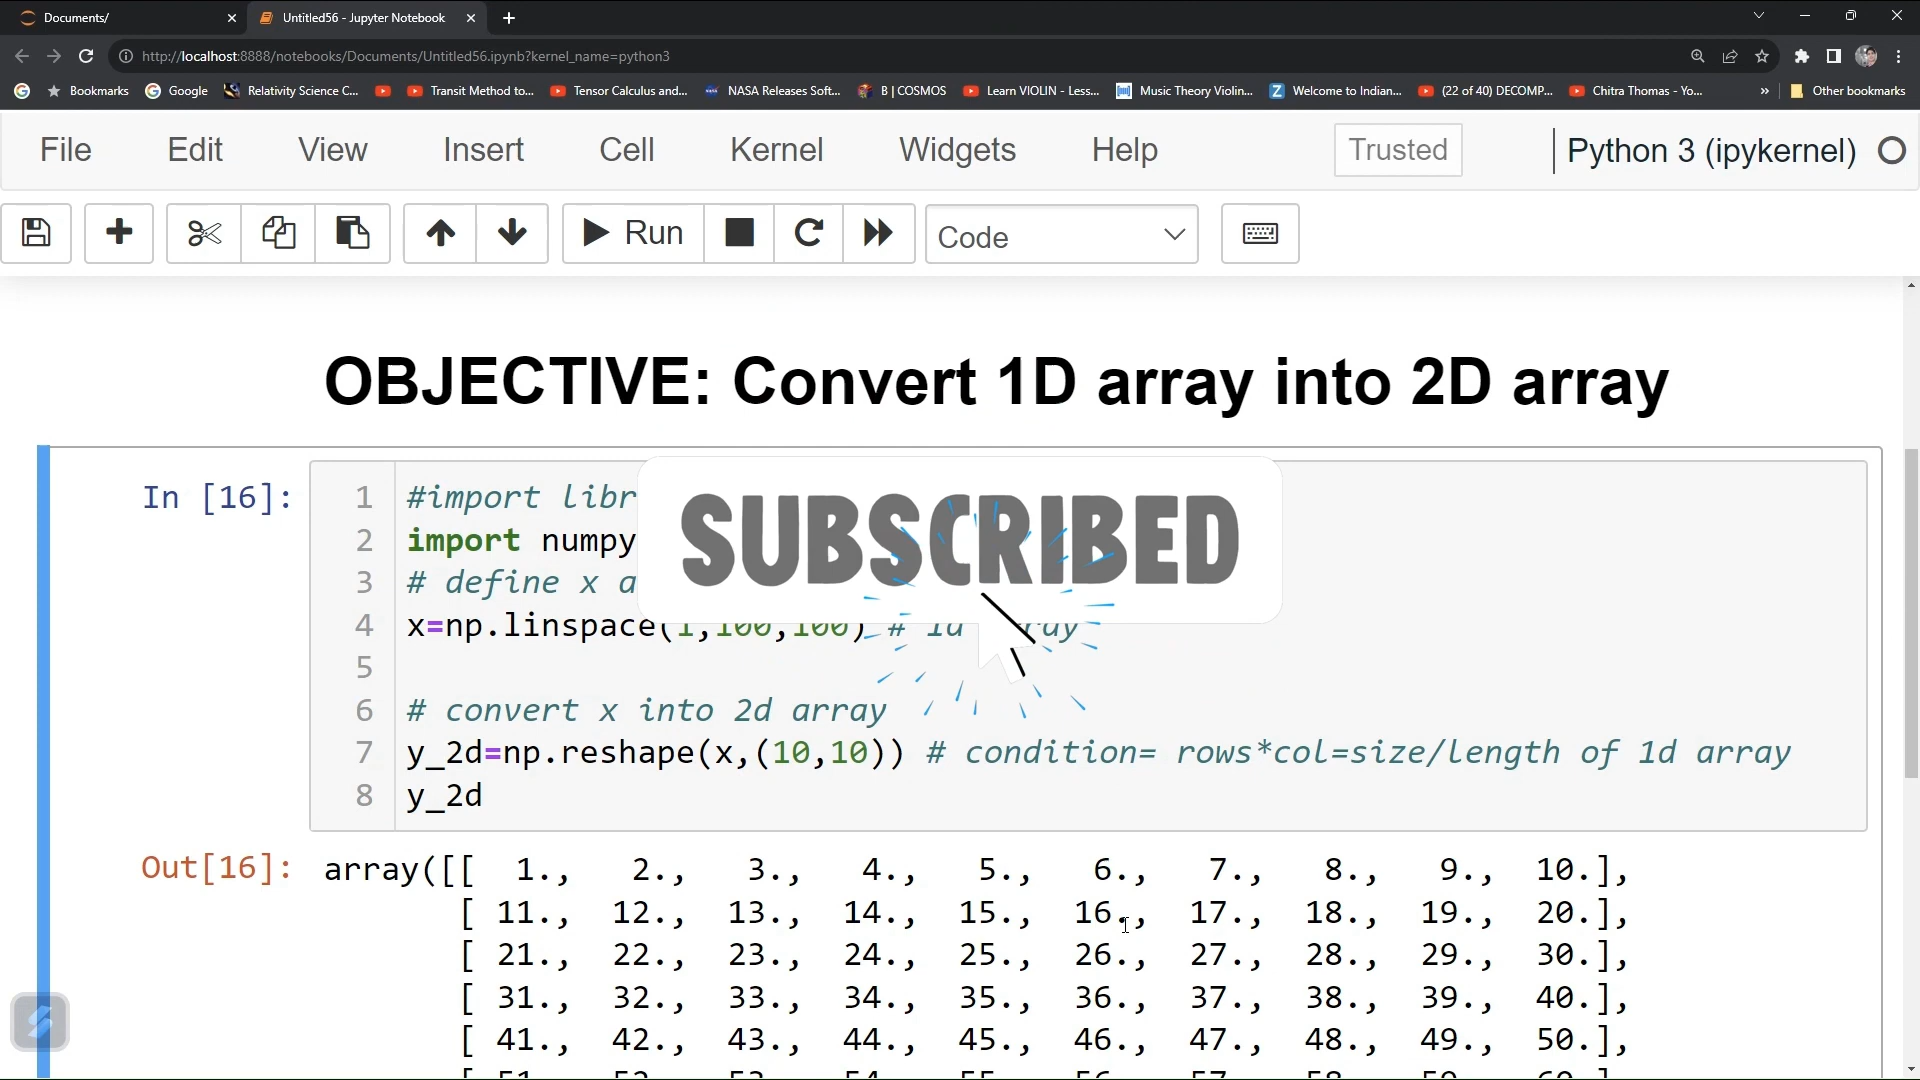 Documents/
Untitled56 - Jupyter Notebook
http://localhost:8888/notebooks/Documents/Untitled56.ipynb?kernel_name=python3
Bookmarks Google Relativity Science C... Transit Method to... Tensor Calculus and... NASA Releases Soft... B | COSMOS Learn VIOLIN - Less... Music Theory Violin... Welcome to Indian... (22 of 40) DECOMP... Chitra Thomas - Yo... » Other bookmarks
File Edit View Insert Cell Kernel Widgets Help Trusted Python 3 (ipykernel)
Run Code
OBJECTIVE: Convert 1D array into 2D array
In [16]:
1 #import libr
2 import numpy
3 # define x a
SUBSCRIBED
4 x=np.linspace(1,100,100) # 1d array
5
6 # convert x into 2d array
7 y_2d=np.reshape(x,(10,10)) # condition= rows*col=size/length of 1d array
8 y_2d
Out[16]: array([[ 1., 2., 3., 4., 5., 6., 7., 8., 9., 10.],
[ 11., 12., 13., 14., 15., 16., 17., 18., 19., 20.],
[ 21., 22., 23., 24., 25., 26., 27., 28., 29., 30.],
[ 31., 32., 33., 34., 35., 36., 37., 38., 39., 40.],
[ 41., 42., 43., 44., 45., 46., 47., 48., 49., 50.],